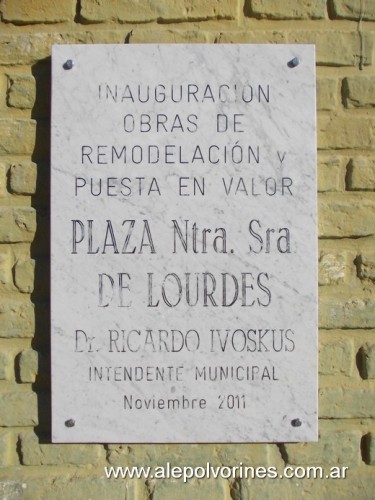 INAUGURACION
OBRAS DE
REMODELACIÓN y
PUESTA EN VALOR
PLAZA Ntra. Sra
DE LOURDES
Dr. RICARDO IVOSKUS
INTENDENTE MUNICIPAL
Noviembre 2011
www.alepolvorines.com.ar